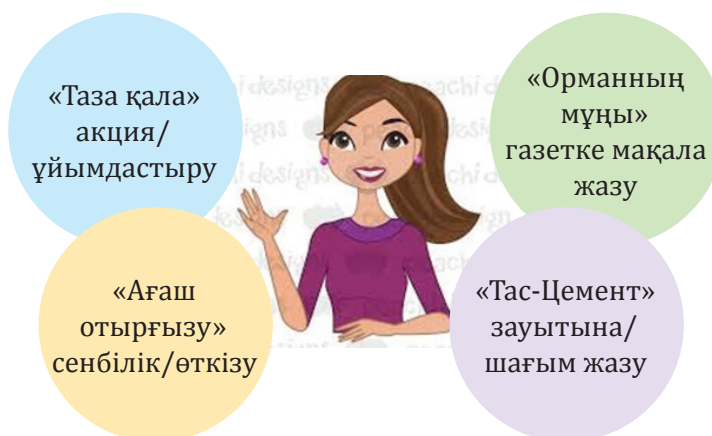 «Таза қала»
акция/
ұйымдастыру
«Орманның
мұңы»
газетке мақала
жазу
«Ағаш
отырғызу»
сенбілік/өткізу
«Тас-Цемент»
зауытына/
шағым жазу